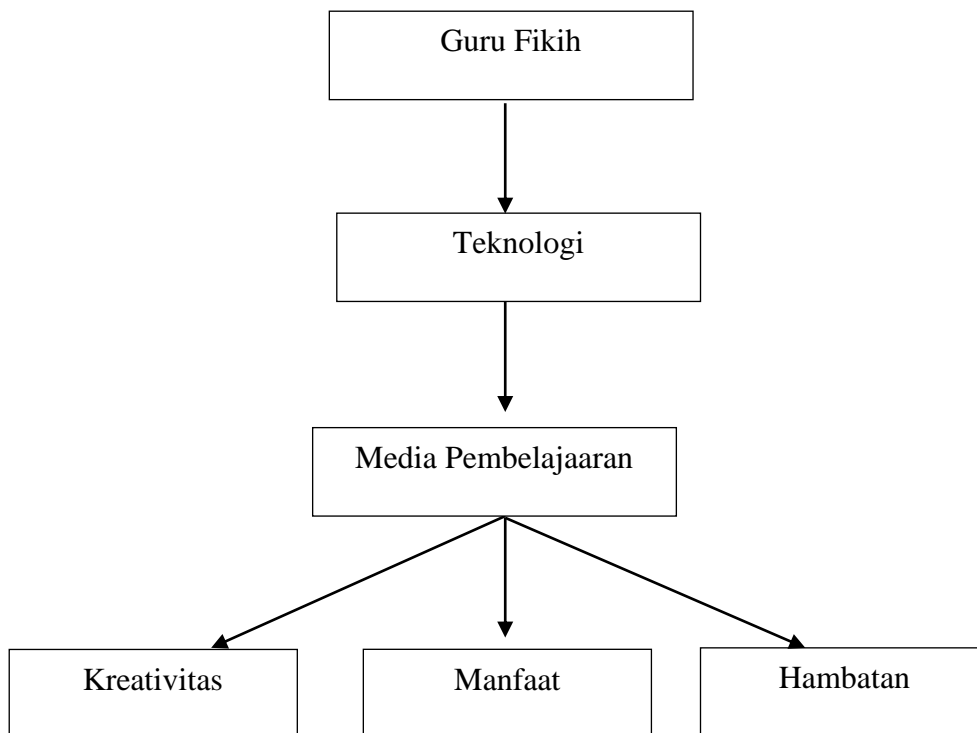 Guru Fikih
Teknologi
Media Pembelajaaran
Kreativitas
Manfaat
Hambatan